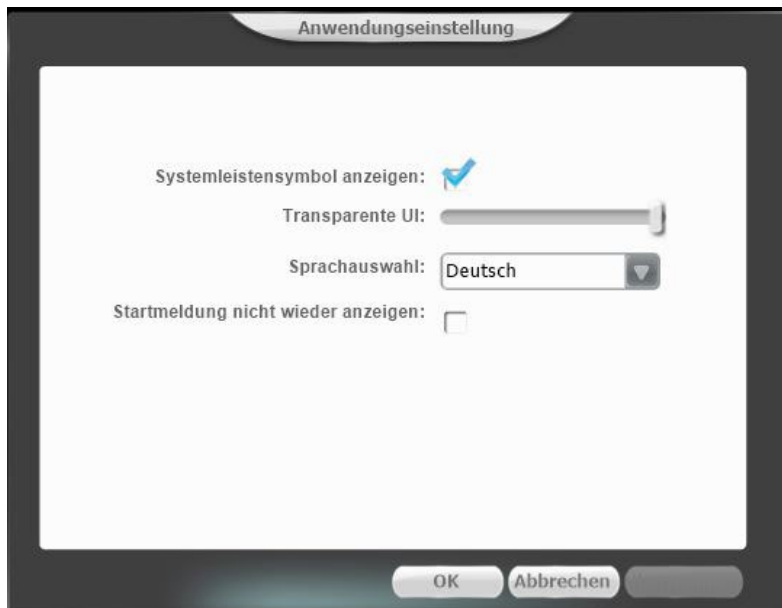 Anwendungseinstellung
Systemleistensymbol anzeigen:
Transparente UI:
Sprachauswahl: Deutsch
Startmeldung nicht wieder anzeigen:
OK Abbrechen